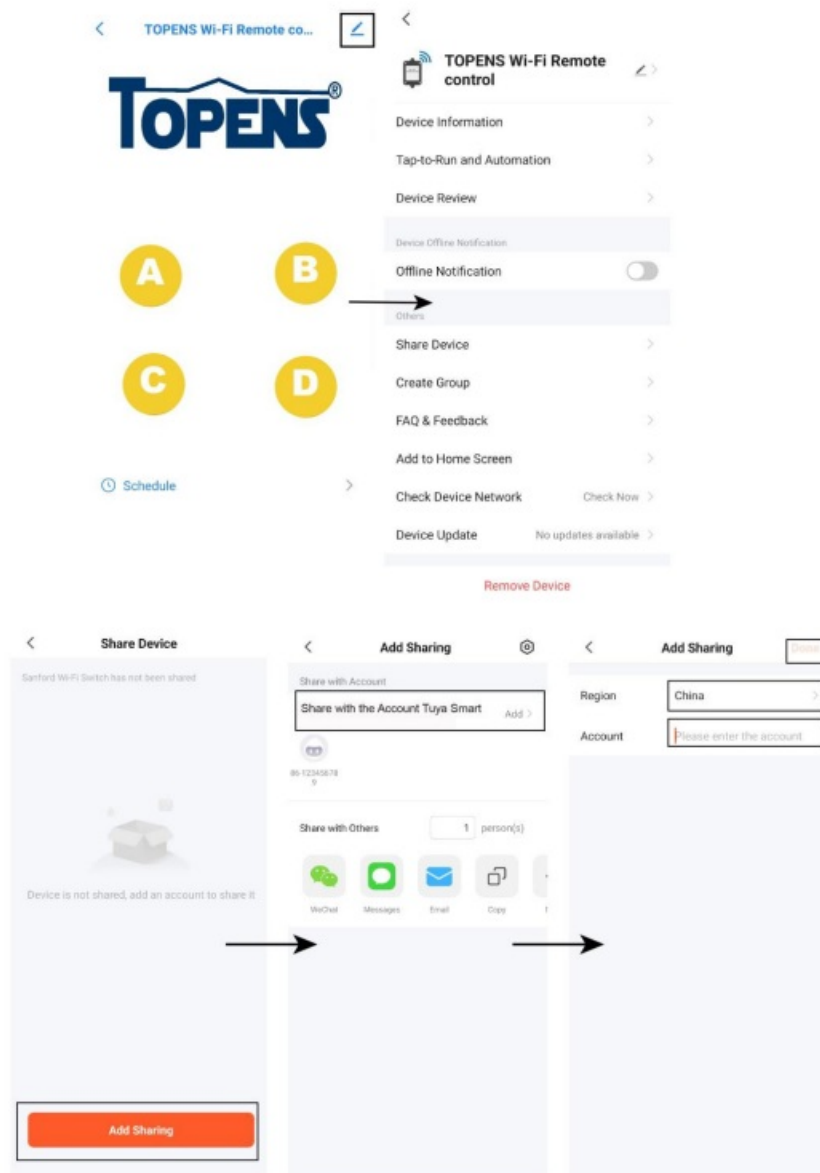 TOPENS Wi-Fi Remote co...
TOPENS®
A
B
C
D
Schedule
TOPENS Wi-Fi Remote
control
Device Information
Tap-to-Run and Automation
Device Review
Device Offline Notification
Offline Notification
Others
Share Device
Create Group
FAQ & Feedback
Add to Home Screen
Check Device Network Check Now
Device Update No updates available
Remove Device
Share Device
Sanford Wi-Fi Switch has not been shared
Device is not shared, add an account to share it
Add Sharing
Add Sharing
Share with Account
Share with the Account Tuya Smart Add
86-12345678
9
Share with Others 1 person(s)
WeChat Messages Email Copy
Add Sharing
Region China
Account Please enter the account